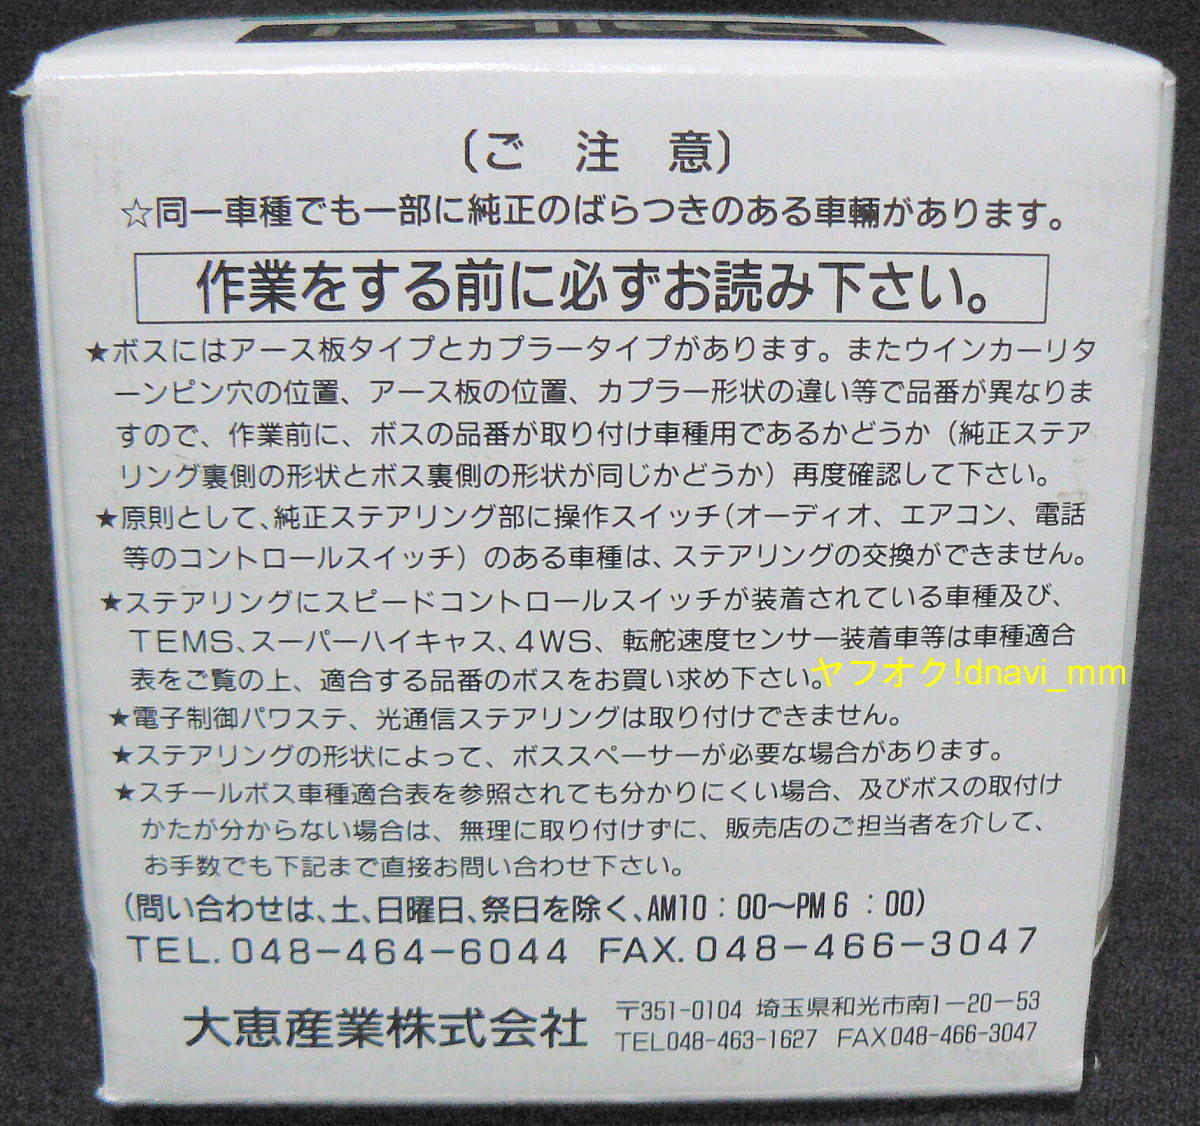 〔ご　注　意〕
☆同一車種でも一部に純正のばらつきのある車輛があります。
作業をする前に必ずお読み下さい。
★ボスにはアース板タイプとカプラータイプがあります。またウインカーリタ
ーンピン穴の位置、アース板の位置、カプラー形状の違い等で品番が異なりま
すので、作業前に、ボスの品番が取り付け車種用であるかどうか（純正ステア
リング裏側の形状とボス裏側の形状が同じかどうか）再度確認して下さい。
★原則として、純正ステアリング部に操作スイッチ（オーディオ、エアコン、電話
等のコントロールスイッチ）のある車種は、ステアリングの交換ができません。
★ステアリングにスピードコントロールスイッチが装着されている車種及び、
TEMS、スーパーハイキャス、4WS、転舵速度センサー装着車等は車種適合
表をご覧の上、適合する品番のボスをお買い求め下さい。
ヤフオク!dnavi_mm
★電子制御パワステ、光通信ステアリングは取り付けできません。
★ステアリングの形状によって、ボススペーサーが必要な場合があります。
★スチールボス車種適合表を参照されても分かりにくい場合、及びボスの取付け
かたが分からない場合は、無理に取り付けずに、販売店のご担当者を介して、
お手数でも下記まで直接お問い合わせ下さい。
（問い合わせは、土、日曜日、祭日を除く、AM10：00〜PM6：00）
TEL.048-464-6044 FAX.048-466-3047
大恵産業株式会社
〒351-0104 埼玉県和光市南1-20-53
TEL048-463-1627 FAX048-466-3047